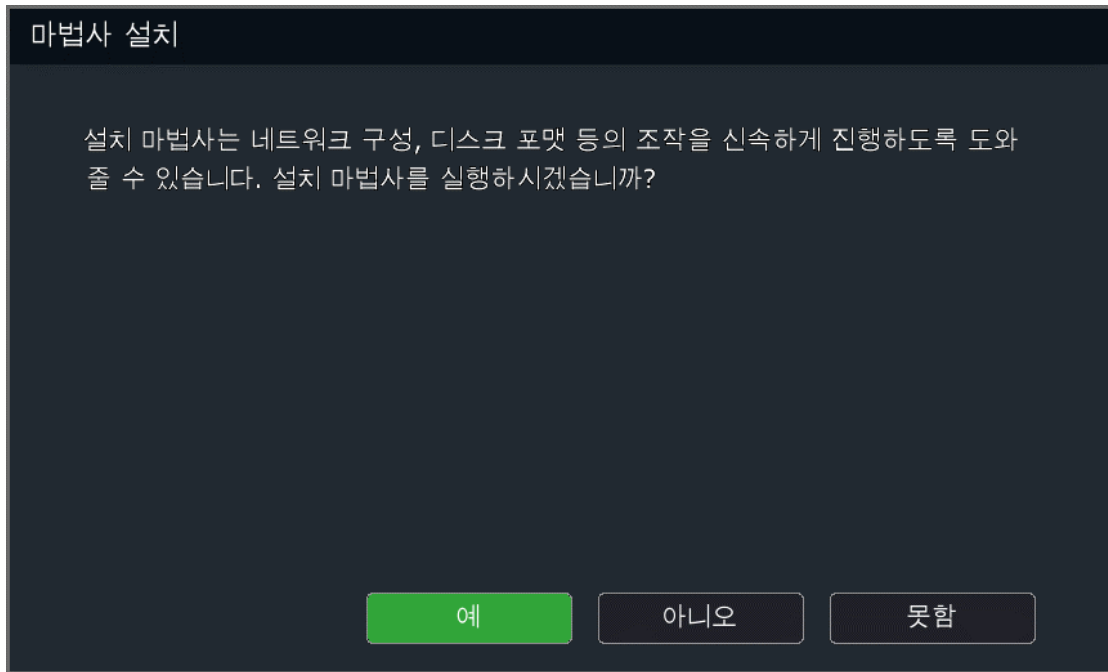 마법사 설치
설치 마법사는 네트워크 구성, 디스크 포맷 등의 조작을 신속하게 진행하도록 도와
줄 수 있습니다. 설치 마법사를 실행하시겠습니까?
예
아니오
못함